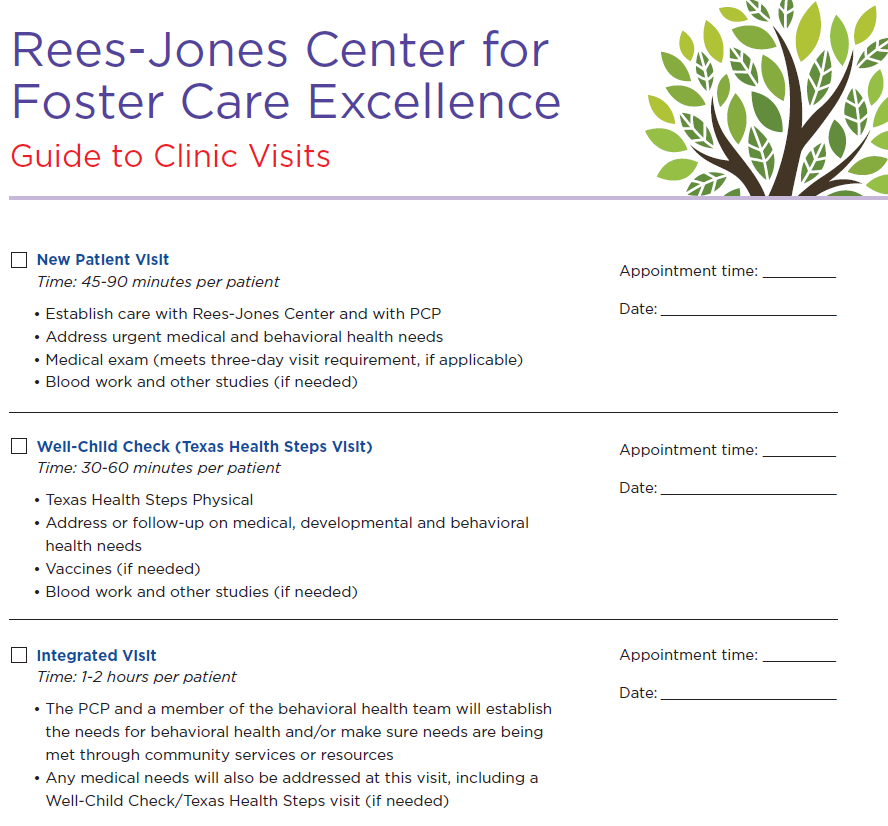 Rees-Jones Center for
Foster Care Excellence
Guide to Clinic Visits
New Patient Visit
Time: 45-90 minutes per patient
• Establish care with Rees-Jones Center and with PCP
• Address urgent medical and behavioral health needs
• Medical exam (meets three-day visit requirement, if applicable)
• Blood work and other studies (if needed)
Appointment time: ________
Date: ____________________
Well-Child Check (Texas Health Steps Visit)
Time: 30-60 minutes per patient
• Texas Health Steps Physical
• Address or follow-up on medical, developmental and behavioral
health needs
• Vaccines (if needed)
• Blood work and other studies (if needed)
Appointment time: ________
Date: ____________________
Integrated Visit
Time: 1-2 hours per patient
• The PCP and a member of the behavioral health team will establish
the needs for behavioral health and/or make sure needs are being
met through community services or resources
• Any medical needs will also be addressed at this visit, including a
Well-Child Check/Texas Health Steps visit (if needed)
Appointment time: ________
Date: ____________________